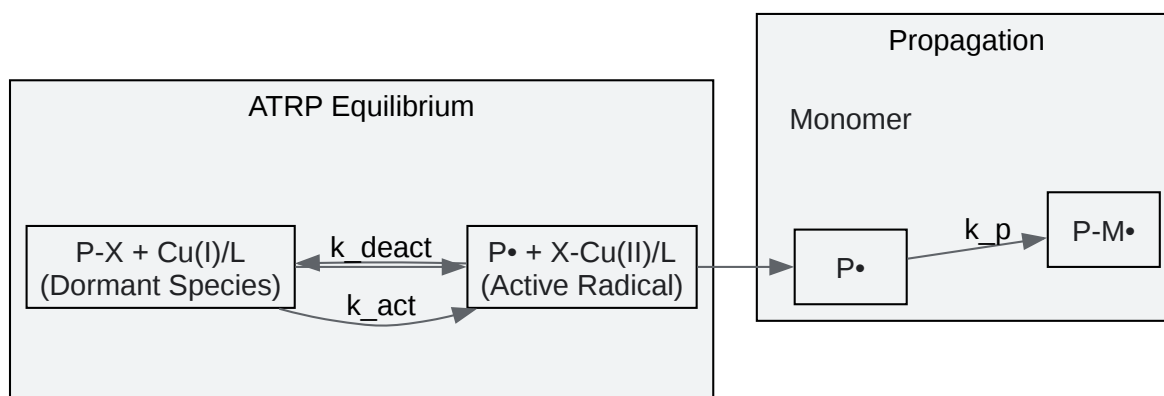 Propagation
ATRP Equilibrium
Monomer
P-X + Cu(I)/L
(Dormant Species)
k_deact
k_act
P• + X-Cu(II)/L
(Active Radical)
P•
k_p
P-M•